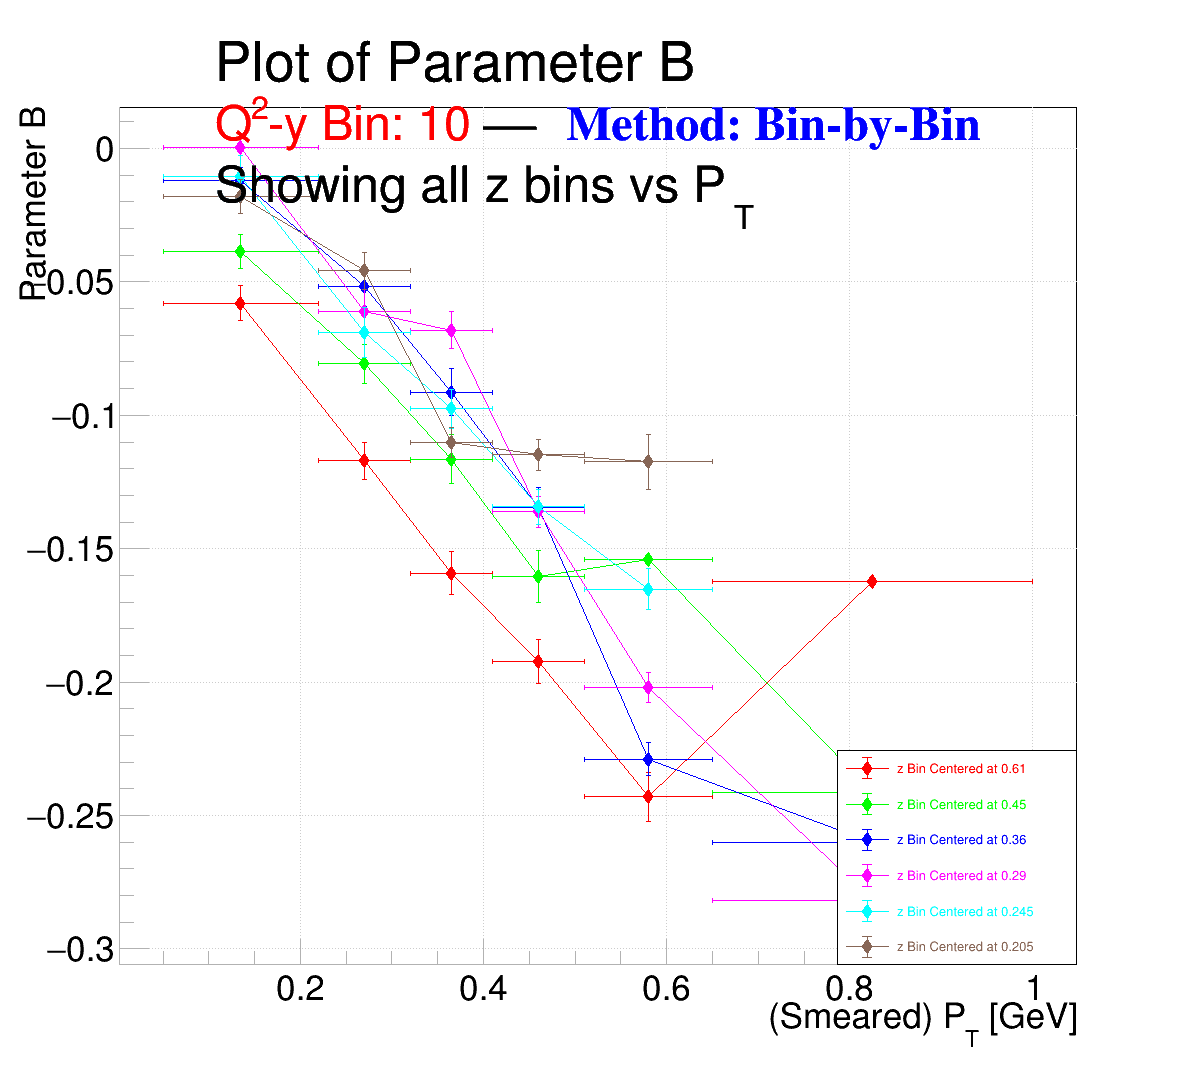 Plot of Parameter B
Q²-y Bin: 10 — Method: Bin-by-Bin
Showing all z bins vs P_T
Parameter B
0
−0.05
−0.1
−0.15
−0.2
−0.25
−0.3
0.2 0.4 0.6 0.8 1
(Smeared) P_T [GeV]
z Bin Centered at 0.61
z Bin Centered at 0.45
z Bin Centered at 0.36
z Bin Centered at 0.29
z Bin Centered at 0.245
z Bin Centered at 0.205